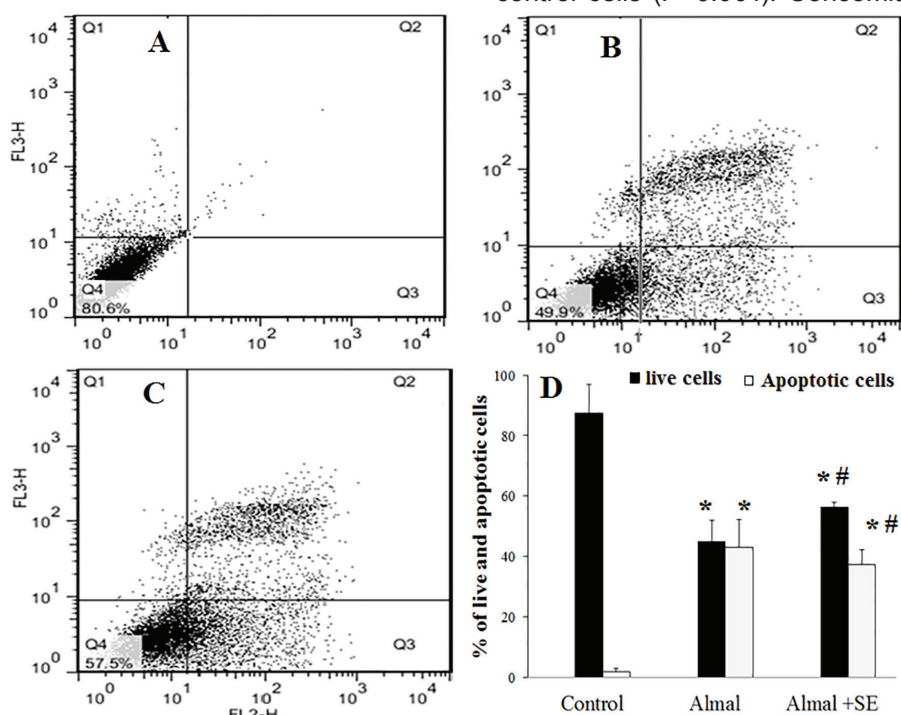 control cells ( 0.001).
Q1 A Q2
10^4
10^3
10^2
10^1
10^0
FL3-H
Q4
80.6%
Q3
10^0 10^1 10^2 10^3 10^4
Q1 B Q2
10^4
10^3
10^2
10^1
10^0
Q4
49.9%
Q3
10^0 10^1 10^2 10^3 10^4
Q1 C Q2
10^4
10^3
10^2
10^1
10^0
FL3-H
Q4
57.5%
Q3
10^0 10^1 10^2 10^3 10^4
FL2-H
D
live cells Apoptotic cells
% of live and apoptotic cells
100
80
60
40
20
0
* *
* #
* #
Control Almal Almal +SE